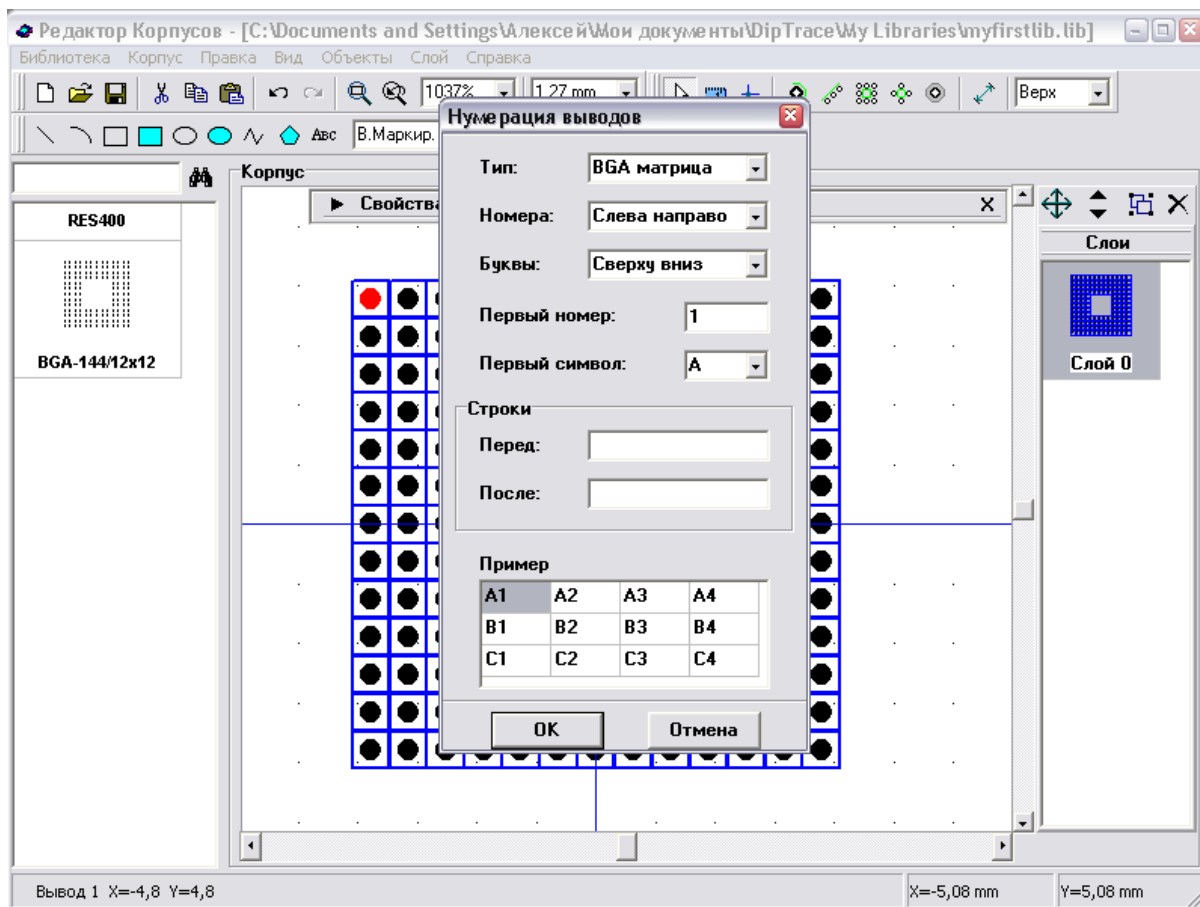 Редактор Корпусов - [C:\Documents and Settings\Алексей\Мои документы\DipTrace\My Libraries\myfirstlib.lib]
Библиотека Корпус Правка Вид Объекты Слой Справка
1037% 1.27 mm Верх
Авс В.Маркир.
Нумерация выводов
Корпус
Свойства
RES400
BGA-144/12x12
Тип: BGA матрица
Номера: Слева направо
Буквы: Сверху вниз
Первый номер: 1
Первый символ: A
Строки
Перед:
После:
Пример
A1 A2 A3 A4
B1 B2 B3 B4
C1 C2 C3 C4
OK Отмена
Слои
Слой 0
Вывод 1 X=-4,8 Y=4,8 X=-5,08 mm Y=5,08 mm